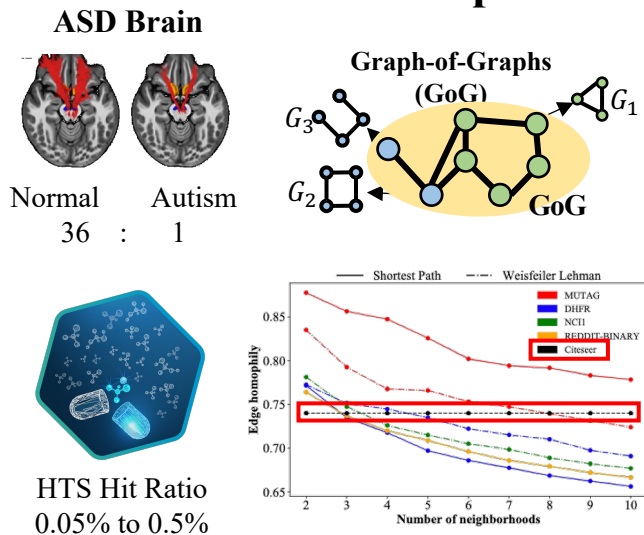 ASD Brain
Normal Autism
36 : 1
Graph-of-Graphs
(GoG)
G₃
G₁
G₂
GoG
HTS Hit Ratio
0.05% to 0.5%
Shortest Path Weisfeiler Lehman
MUTAG
DHFR
NCI1
REDDIT-BINARY
Citeseer
Edge homophily
0.85
0.80
0.75
0.70
0.65
2 3 4 5 6 7 8 9 10
Number of neighborhoods